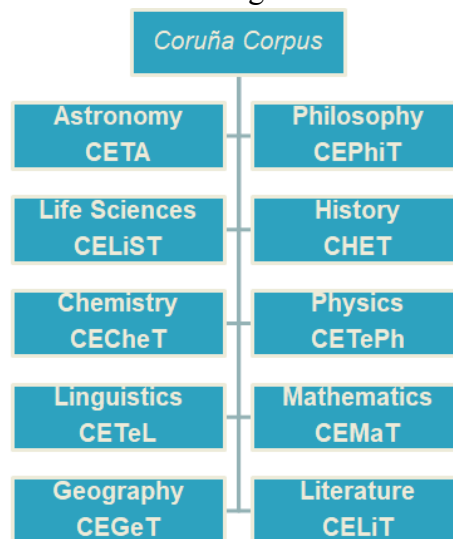 Coruña Corpus
Astronomy
CETA
Philosophy
CEPhiT
Life Sciences
CELiST
History
CHET
Chemistry
CECheT
Physics
CETePh
Linguistics
CETeL
Mathematics
CEMaT
Geography
CEGeT
Literature
CELiT